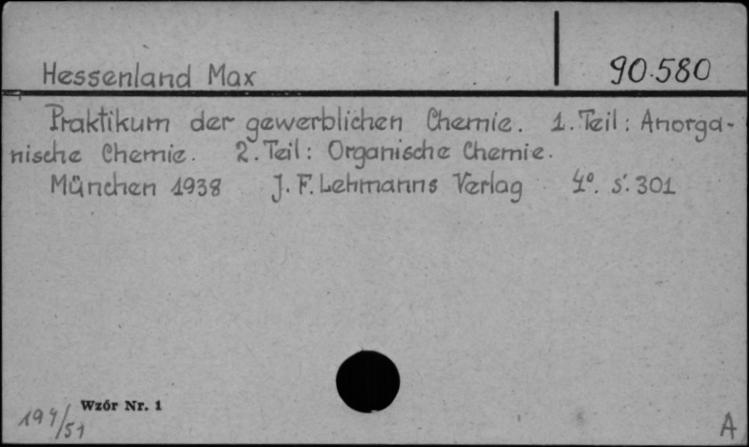 Hessenland Max 90.580
Praktikum der gewerblichen Chemie. 1. Teil: Anorga-
nische Chemie. 2. Teil: Organische Chemie.
München 1938 J. F. Lehmanns Verlag 4°. S. 301
Wzór Nr. 1
194/51
A